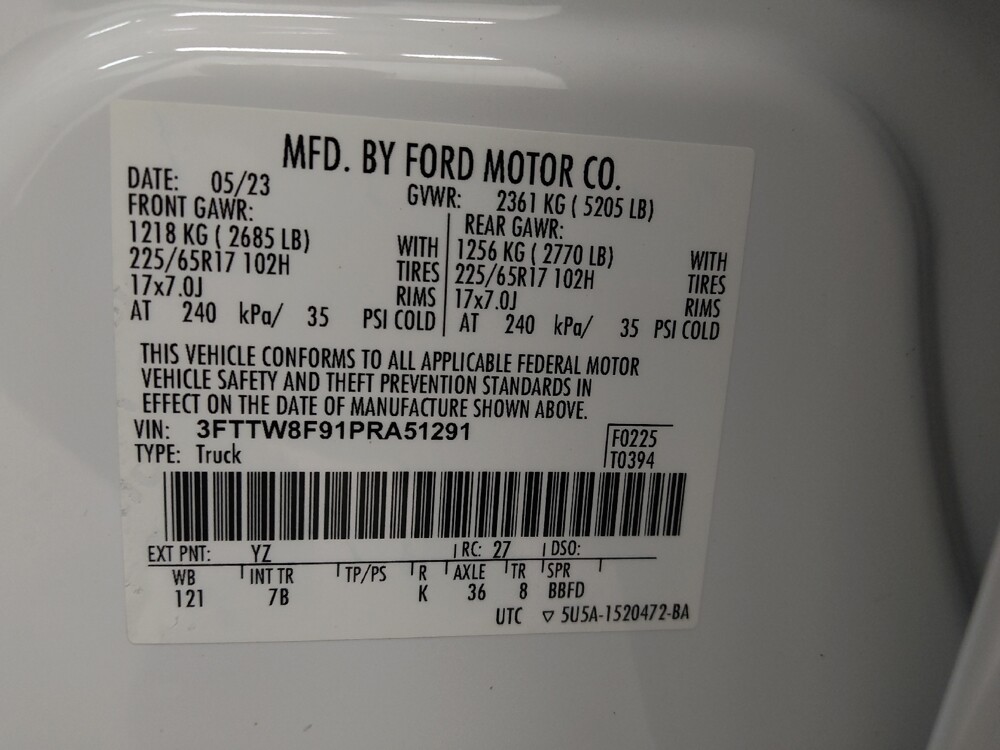 MFD. BY FORD MOTOR CO.
DATE: 05/23 GVWR: 2361 KG ( 5205 LB)
FRONT GAWR: REAR GAWR:
1218 KG ( 2685 LB) WITH 1256 KG ( 2770 LB) WITH
225/65R17 102H TIRES 225/65R17 102H TIRES
17x7.0J RIMS 17x7.0J RIMS
AT 240 kPa/ 35 PSI COLD AT 240 kPa/ 35 PSI COLD
THIS VEHICLE CONFORMS TO ALL APPLICABLE FEDERAL MOTOR
VEHICLE SAFETY AND THEFT PREVENTION STANDARDS IN
EFFECT ON THE DATE OF MANUFACTURE SHOWN ABOVE.
VIN: 3FTTW8F91PRA51291 F0225
TYPE: Truck T0394
EXT PNT: YZ RC: 27 DSO:
WB INT TR TP/PS R AXLE TR SPR
121 7B K 36 8 BBFD
UTC ▽ 5U5A-1520472-BA